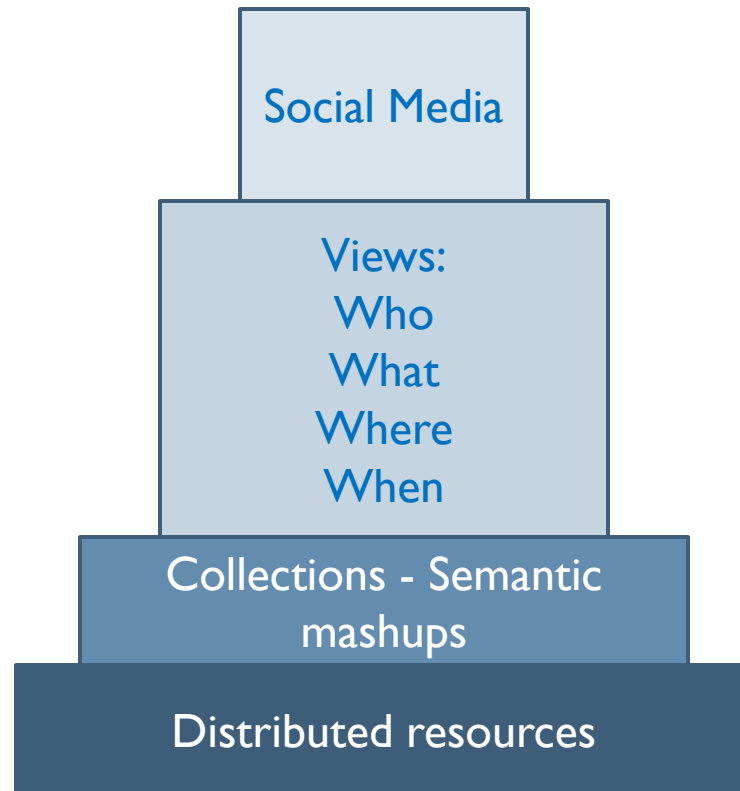 Social Media
Views:
Who
What
Where
When
Collections - Semantic
mashups
Distributed resources